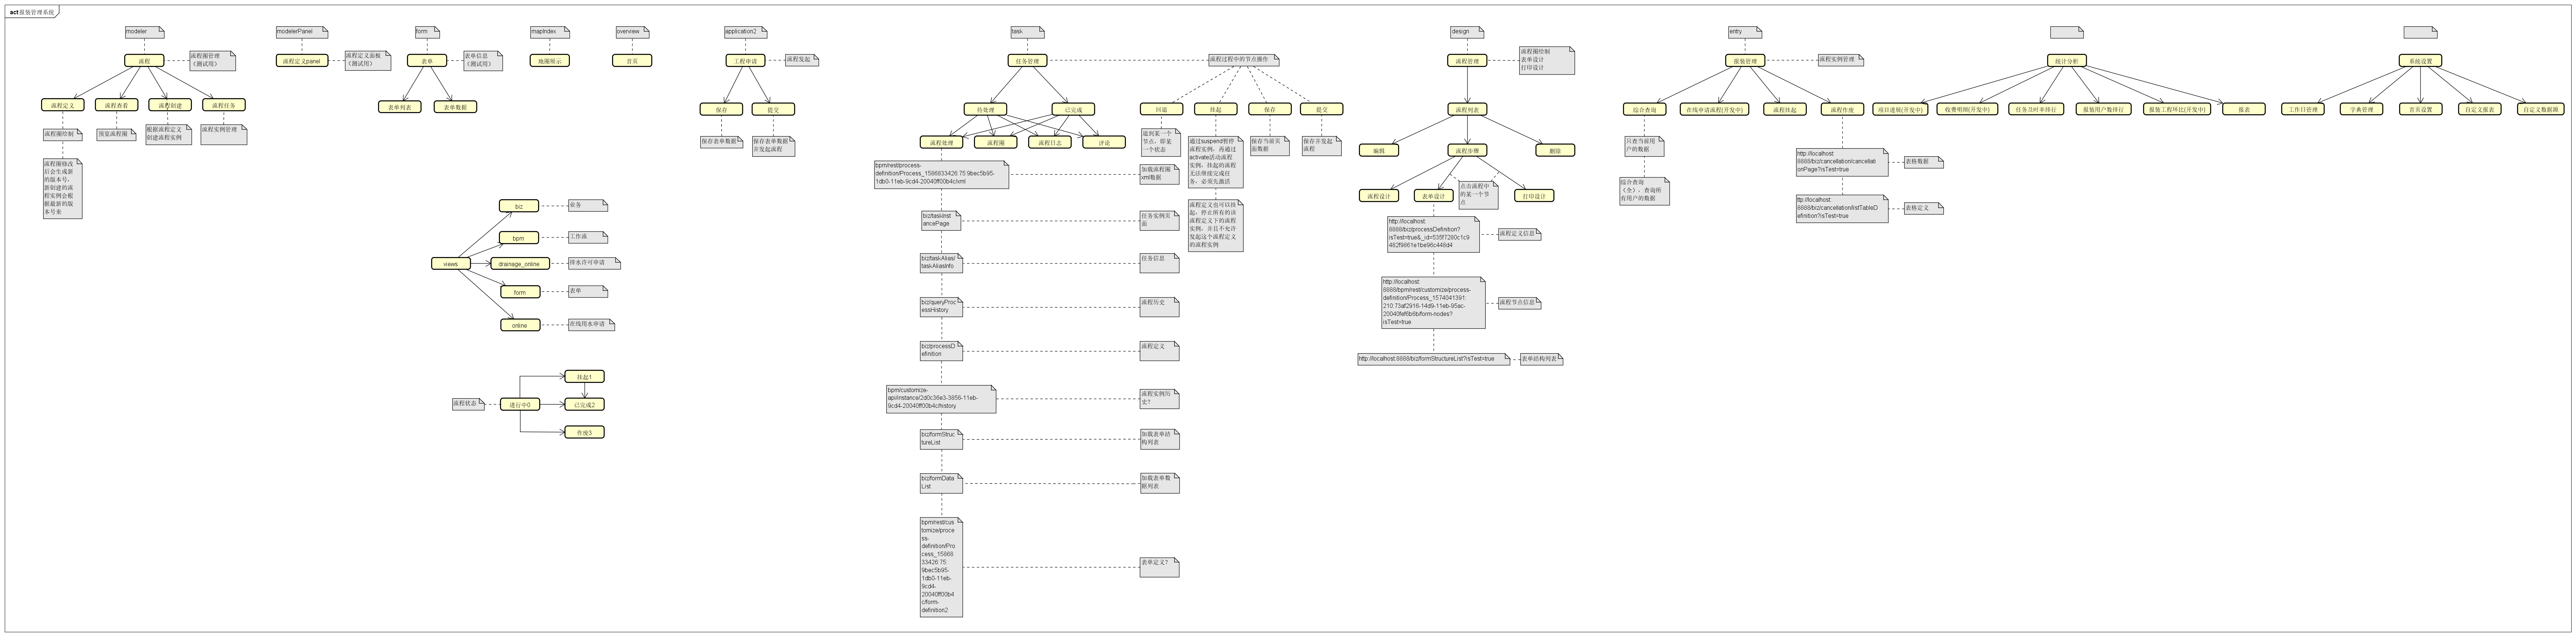 act 报装管理系统
modeler
流程
流程图管理
（测试用）
流程定义
流程查看
流程创建
流程任务
流程图绘制
预览流程图
根据流程定义
创建流程实例
流程实例管理
流程图修改
后会生成新
的版本号，
新创建的流
程实例会根
据最新的版
本号来
modelerPanel
流程定义panel
流程定义面板
（测试用）
form
表单
表单信息
（测试用）
表单列表
表单数据
mapIndex
地图展示
overview
首页
application2
工程申请
流程发起
保存
提交
保存表单数据
保存表单数据
并发起流程
views
biz
业务
bpm
工作流
drainage_online
排水许可申请
form
表单
online
在线用水申请
流程状态
进行中0
挂起1
已完成2
作废3
task
任务管理
流程过程中的节点操作
待处理
已完成
流程处理
流程图
流程日志
评论
回退
挂起
保存
提交
退到某一个
节点，即某
一个状态
通过suspend暂停
流程实例，再通过
activate活动流程
实例，挂起的流程
无法继续完成任
务，必须先激活
保存当前页
面数据
保存并发起
流程
流程定义也可以挂
起，停止所有的该
流程定义下的流程
实例，并且不允许
发起这个流程定义
的流程实例
bpm/rest/process-
definition/Process_1586833426:75:9bec5b95-
1db0-11eb-9cd4-20040ff00b4c/xml
加载流程图
xml数据
biz/taskInst
ancePage
任务实例页
面
biz/taskAlias/
taskAliasInfo
任务信息
biz/queryProc
essHistory
流程历史
biz/processD
efinition
流程定义
bpm/customize-
api/instance/2d0c36e3-3856-11eb-
9cd4-20040ff00b4c/history
流程实例历
史?
biz/formStruc
tureList
加载表单结
构列表
biz/formData
List
加载表单数
据列表
bpm/rest/cus
tomize/proce
ss-
definition/Pro
cess_15868
33426:75:
9bec5b95-
1db0-11eb-
9cd4-
20040ff00b4
c/form-
definition2
表单定义?
design
流程管理
流程图绘制
表单设计
打印设计
流程列表
编辑
流程步骤
删除
流程设计
表单设计
点击流程中
的某一个节
点
打印设计
http://localhost:
8888/biz/processDefinition?
isTest=true&_id=535f7280c1c9
482f9861e1be96c448d4
流程定义信息
http://localhost:
8888/bpm/rest/customize/process-
definition/Process_1574041391:
210:73af2916-14d9-11eb-95ac-
20040fef6b6b/form-nodes?
isTest=true
流程节点信息
http://localhost:8888/biz/formStructureList?isTest=true
表单结构列表
entry
报装管理
流程实例管理
综合查询
在线申请流程(开发中)
流程挂起
流程作废
只查当前用
户的数据
综合查询
（全），查询所
有用户的数据
http://localhost:
8888/biz/cancellation/cancellati
onPage?isTest=true
表格数据
ttp://localhost:
8888/biz/cancellation/listTableD
efinition?isTest=true
表格定义
统计分析
项目进展(开发中)
收费明细(开发中)
任务及时率排行
报装用户数排行
报装工程环比(开发中)
报表
系统设置
工作日管理
字典管理
首页设置
自定义报表
自定义数据源